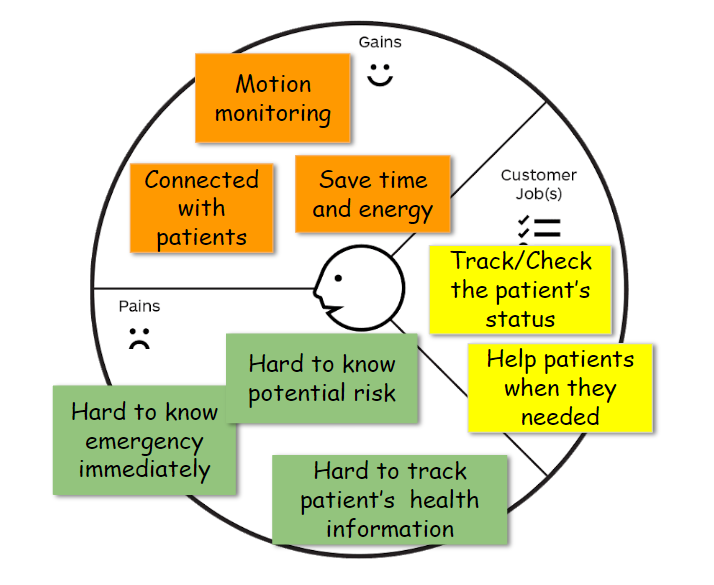 Gains
Motion
monitoring
Connected
with
patients
Save time
and energy
Customer
Job(s)
Track/Check
the patient's
status
Help patients
when they
needed
Pains
Hard to know
potential risk
Hard to know
emergency
immediately
Hard to track
patient's health
information